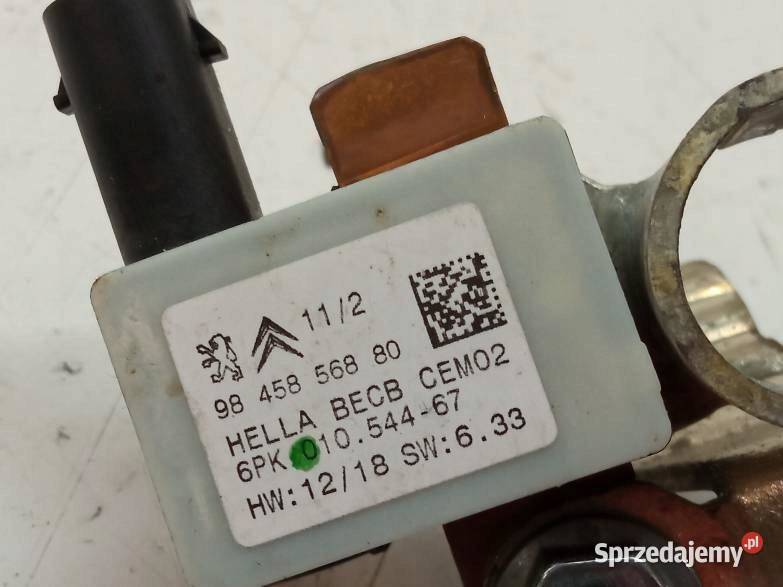 11/2
98 458 568 80
HELLA BECB CEM02
6PK 010.544-67
HW:12/18 SW:6.33
Sprzedajemy.pl